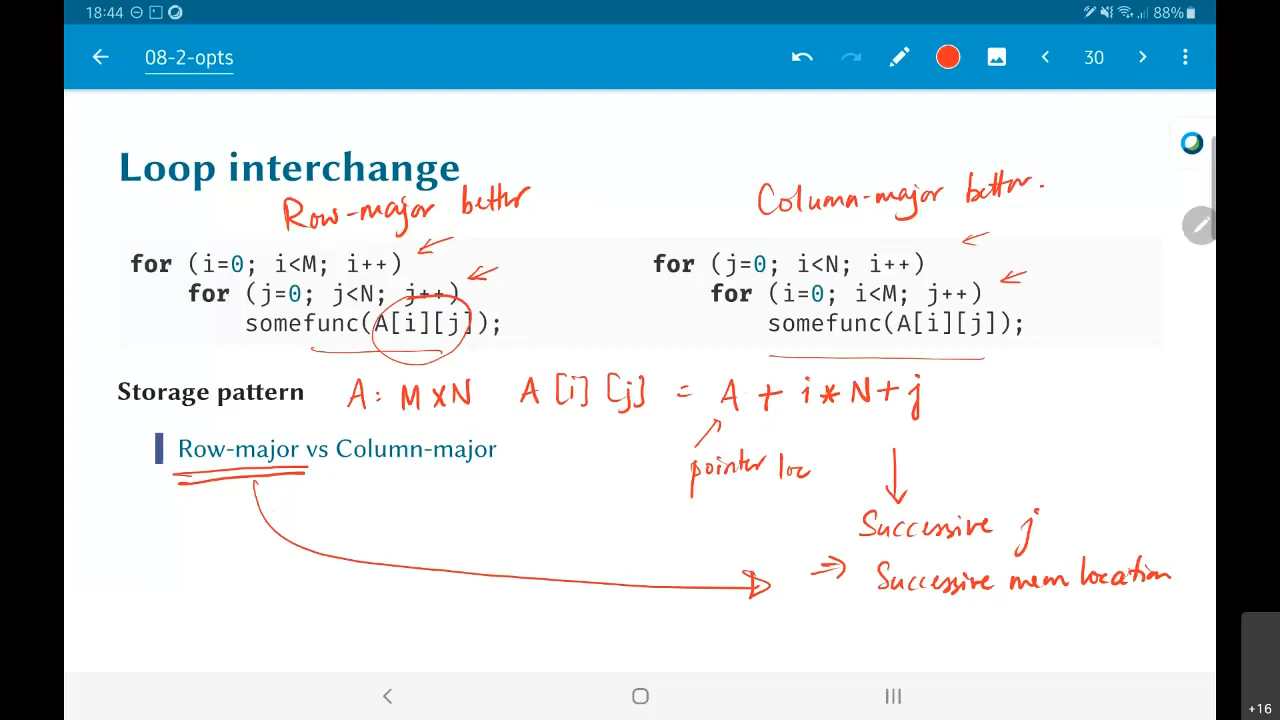 18:44 88%
08-2-opts 30
Loop interchange
Row-major better
Column-major better.
for (i=0; i<M; i++)
for (j=0; j<N; j++)
somefunc(A[i][j]);
for (j=0; i<N; i++)
for (i=0; i<M; j++)
somefunc(A[i][j]);
Storage pattern A: M×N A[i][j] = A + i*N+j
Row-major vs Column-major
pointer loc
Successive j
⇒ Successive mem location
+16